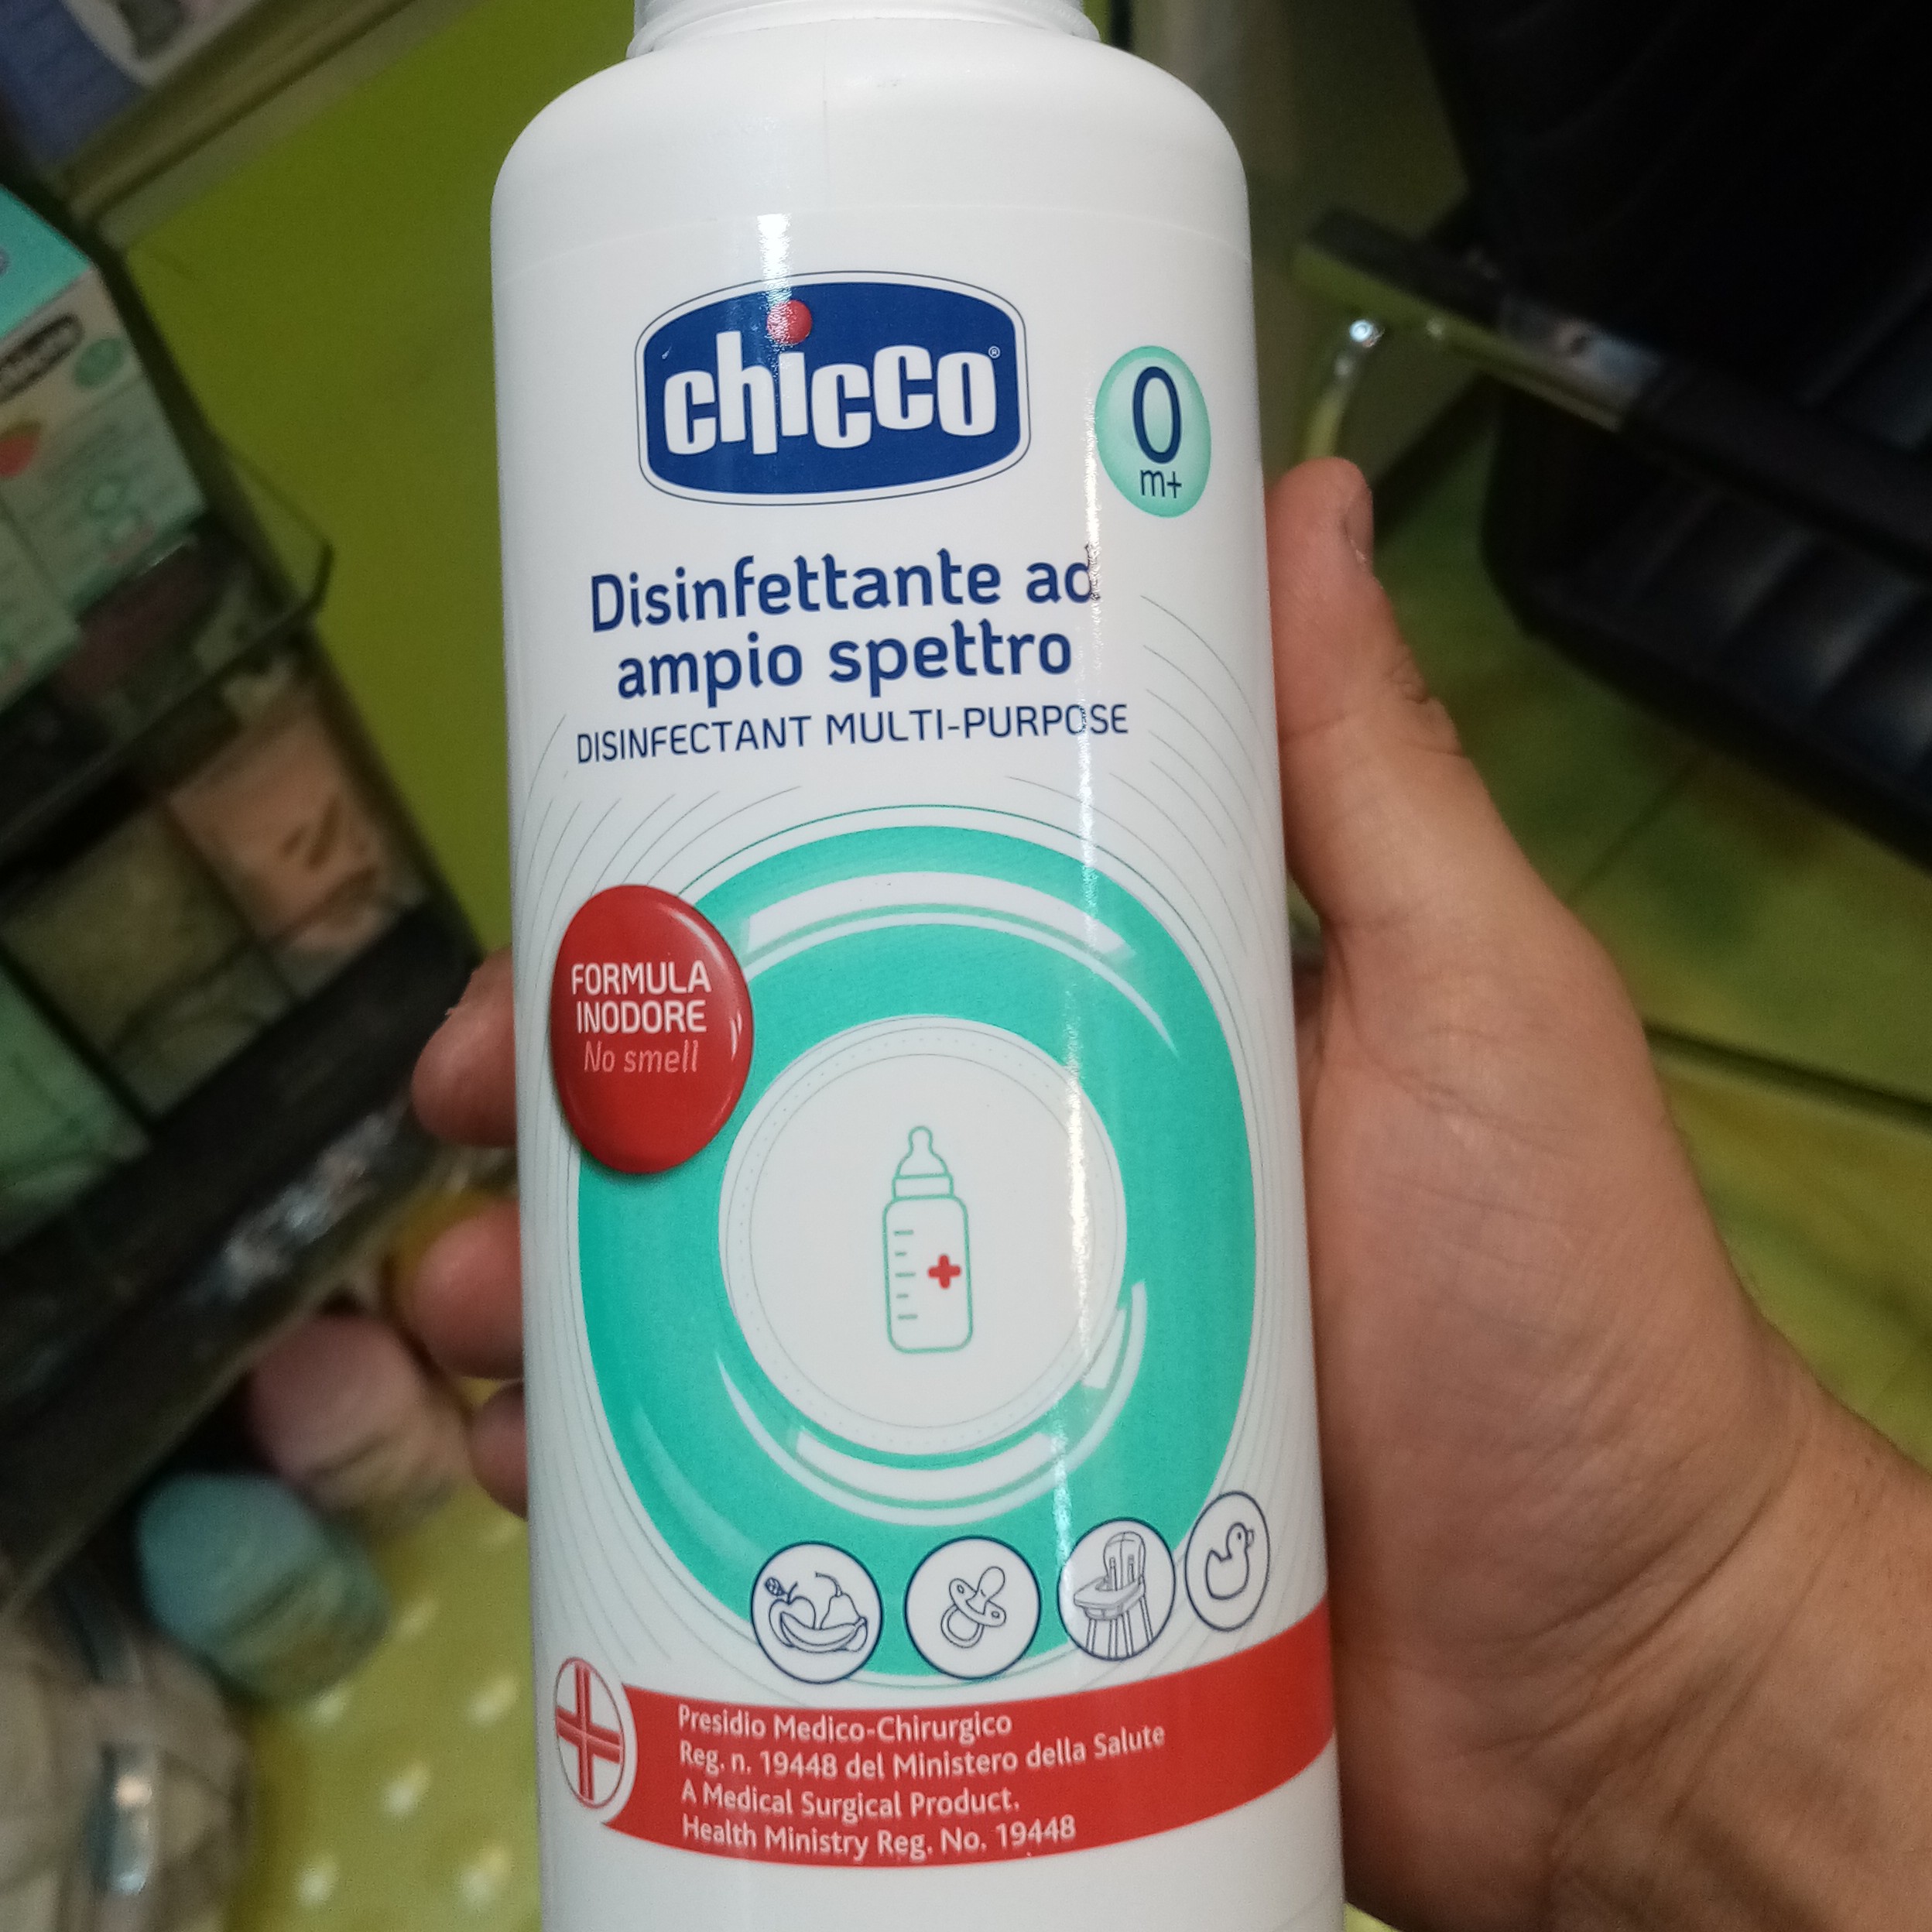 chicco®
0
m+
Disinfettante ad
ampio spettro
DISINFECTANT MULTI-PURPOSE
FORMULA
INODORE
No smell
Presidio Medico-Chirurgico
Reg. n. 19448 del Ministero della Salute
A Medical Surgical Product.
Health Ministry Reg. No. 19448